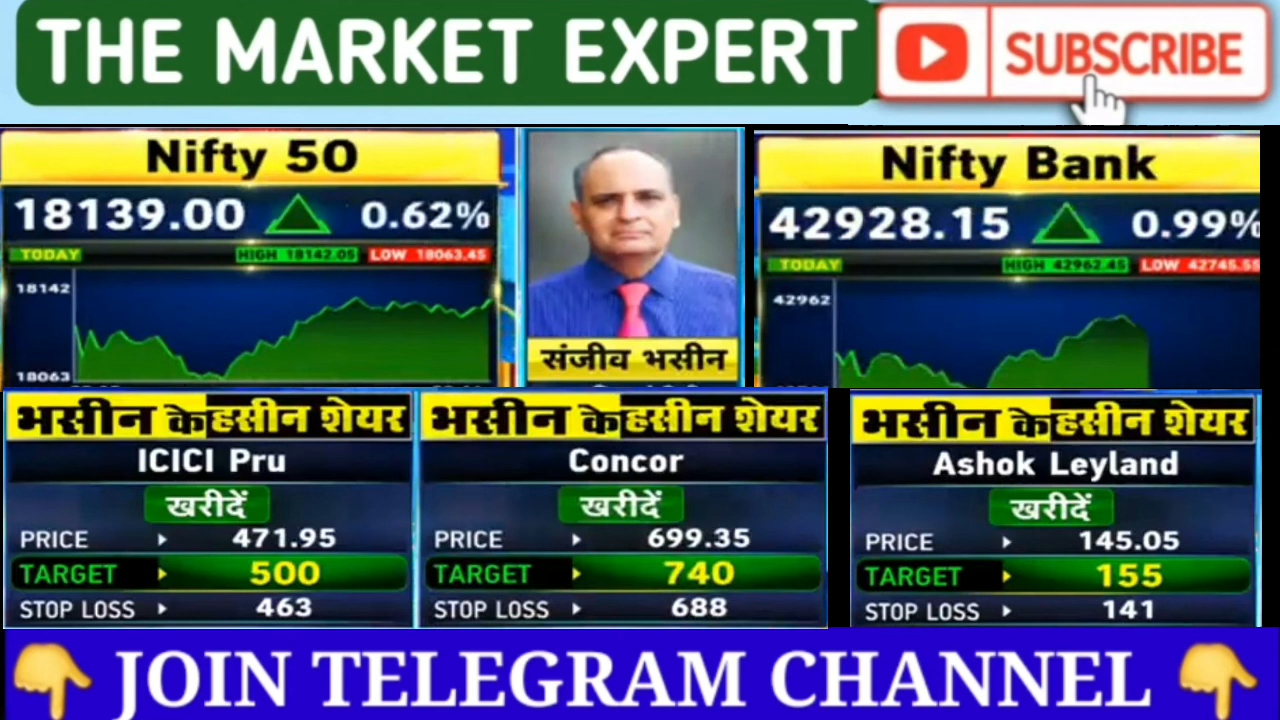 THE MARKET EXPERT
SUBSCRIBE
Nifty 50
18139.00 0.62%
TODAY HIGH 18142.05 LOW 18063.45
18142
18063
संजीव भसीन
Nifty Bank
42928.15 0.99%
TODAY HIGH 42962.45 LOW 42745.55
42962
भसीन के हसीन शेयर
ICICI Pru
खरीदें
PRICE 471.95
TARGET 500
STOP LOSS 463
भसीन के हसीन शेयर
Concor
खरीदें
PRICE 699.35
TARGET 740
STOP LOSS 688
भसीन के हसीन शेयर
Ashok Leyland
खरीदें
PRICE 145.05
TARGET 155
STOP LOSS 141
JOIN TELEGRAM CHANNEL